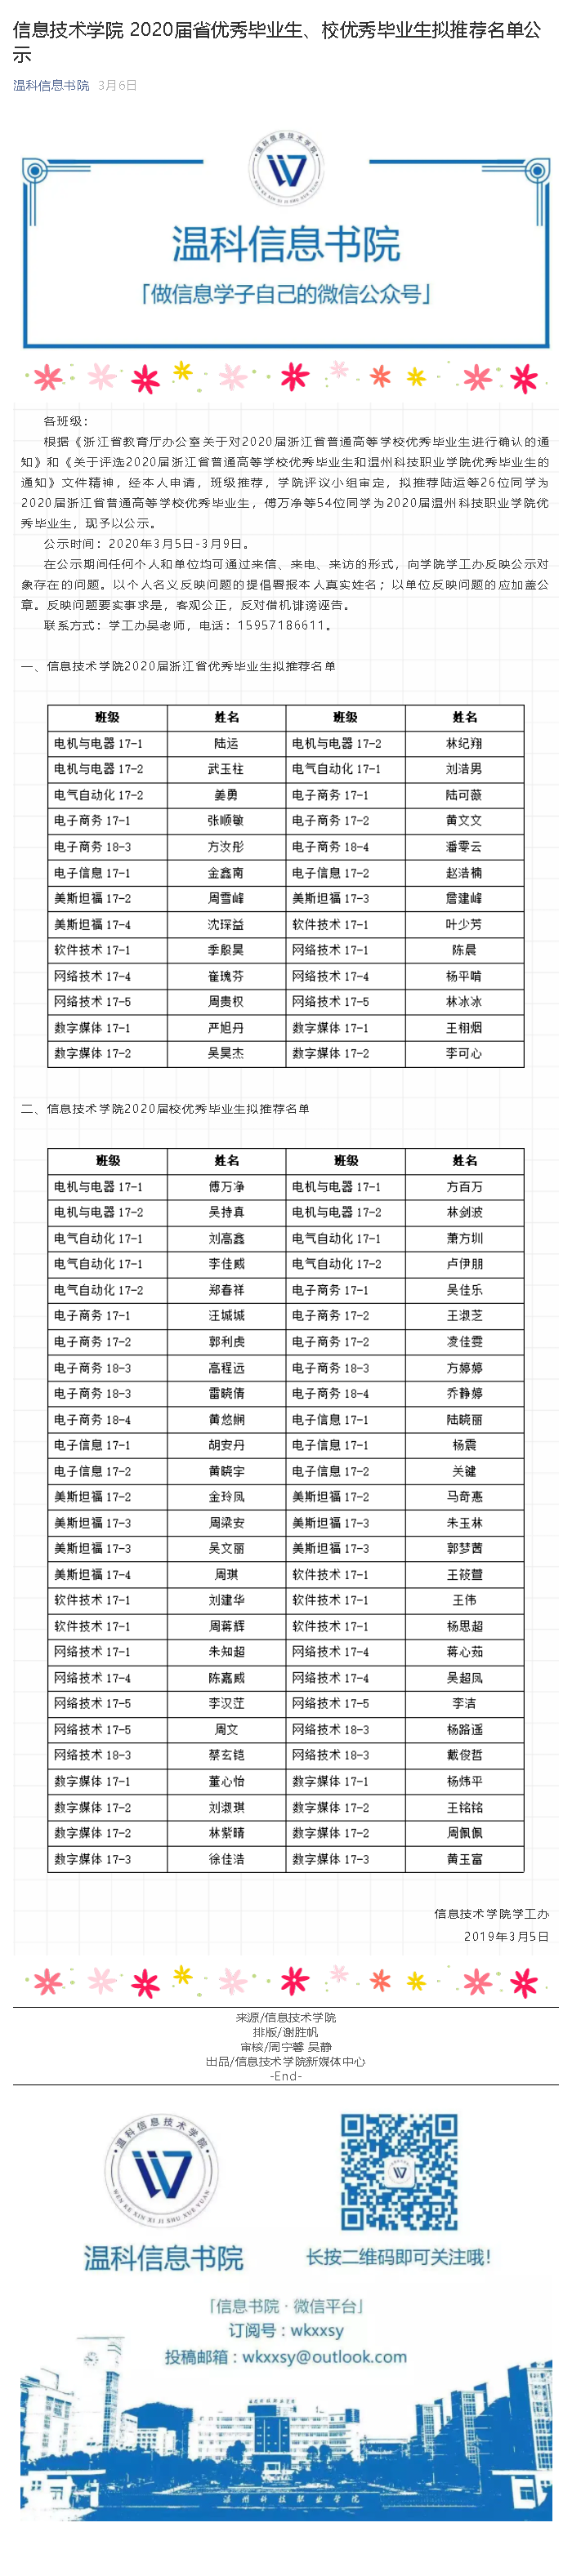 信息技术学院 2020届省优秀毕业生、校优秀毕业生拟推荐名单公
示
温科信息书院 3月6日
温科信息书院
「做信息学子自己的微信公众号」
各班级：
根据《浙江省教育厅办公室关于对2020届浙江省普通高等学校优秀毕业生进行确认的通
知》和《关于评选2020届浙江省普通高等学校优秀毕业生和温州科技职业学院优秀毕业生的
通知》文件精神，经本人申请，班级推荐，学院评议小组审定，拟推荐陆运等26位同学为
2020届浙江省普通高等学校优秀毕业生，傅万净等54位同学为2020届温州科技职业学院优
秀毕业生，现予以公示。
公示时间：2020年3月5日-3月9日。
在公示期间任何个人和单位均可通过来信、来电、来访的形式，向学院学工办反映公示对
象存在的问题。以个人名义反映问题的提倡署报本人真实姓名；以单位反映问题的应加盖公
章。反映问题要实事求是，客观公正，反对借机诽谤诬告。
联系方式：学工办吴老师，电话：15957186611。
一、信息技术学院2020届浙江省优秀毕业生拟推荐名单
班级 姓名 班级 姓名
电机与电器 17-1 陆运 电机与电器 17-2 林纪翔
电机与电器 17-2 武玉柱 电气自动化 17-1 刘浩男
电气自动化 17-2 姜勇 电子商务 17-1 陆可薇
电子商务 17-1 张顺敏 电子商务 17-2 黄文文
电子商务 18-3 方汝彤 电子商务 18-4 潘雩云
电子信息 17-1 金鑫南 电子信息 17-2 赵浩楠
美斯坦福 17-2 周雪峰 美斯坦福 17-3 詹建峰
美斯坦福 17-4 沈琛益 软件技术 17-1 叶少芳
软件技术 17-1 季殷昊 网络技术 17-1 陈晨
网络技术 17-4 崔瑰芬 网络技术 17-4 杨平啃
网络技术 17-5 周贵权 网络技术 17-5 林冰冰
数字媒体 17-1 严旭丹 数字媒体 17-1 王栩烟
数字媒体 17-2 吴昊杰 数字媒体 17-2 李可心
二、信息技术学院2020届校优秀毕业生拟推荐名单
班级 姓名 班级 姓名
电机与电器 17-1 傅万净 电机与电器 17-1 方百万
电机与电器 17-2 吴持真 电机与电器 17-2 林剑波
电气自动化 17-1 刘高鑫 电气自动化 17-1 萧方圳
电气自动化 17-1 李佳威 电气自动化 17-2 卢伊朋
电气自动化 17-2 郑春祥 电子商务 17-1 吴佳乐
电子商务 17-1 汪城城 电子商务 17-2 王淑芝
电子商务 17-2 郭利虎 电子商务 17-2 凌佳雯
电子商务 18-3 高程远 电子商务 18-3 方婷婷
电子商务 18-3 雷晓倩 电子商务 18-4 乔静婷
电子商务 18-4 黄悠娴 电子信息 17-1 陆晓丽
电子信息 17-1 胡安丹 电子信息 17-1 杨震
电子信息 17-2 黄晓宇 电子信息 17-2 关键
美斯坦福 17-2 金玲凤 美斯坦福 17-2 马奇惠
美斯坦福 17-3 周梁安 美斯坦福 17-3 朱玉林
美斯坦福 17-3 吴文丽 美斯坦福 17-3 郭梦茜
美斯坦福 17-4 周琪 软件技术 17-1 王筱萱
软件技术 17-1 刘建华 软件技术 17-1 王伟
软件技术 17-1 周蒋辉 软件技术 17-1 杨思超
网络技术 17-1 朱知超 网络技术 17-4 蒋心茹
网络技术 17-4 陈嘉威 网络技术 17-4 吴超凤
网络技术 17-5 李汉芷 网络技术 17-5 李洁
网络技术 17-5 周文 网络技术 18-3 杨路遥
网络技术 18-3 蔡玄铠 网络技术 18-3 戴俊哲
数字媒体 17-1 董心怡 数字媒体 17-1 杨炜平
数字媒体 17-2 刘淑琪 数字媒体 17-2 王铭铭
数字媒体 17-2 林紫晴 数字媒体 17-2 周佩佩
数字媒体 17-3 徐佳浩 数字媒体 17-3 黄玉富
信息技术学院学工办
2019年3月5日
来源/信息技术学院
排版/谢胜帆
审核/周宁馨 吴静
出品/信息技术学院新媒体中心
-End-
温科信息技术学院
WEN KE XIN XI JI SHU XUE YUAN
温科信息书院
长按二维码即可关注哦！
「信息书院·微信平台」
订阅号：wkxxsy
投稿邮箱：wkxxsy@outlook.com
温州科技职业学院